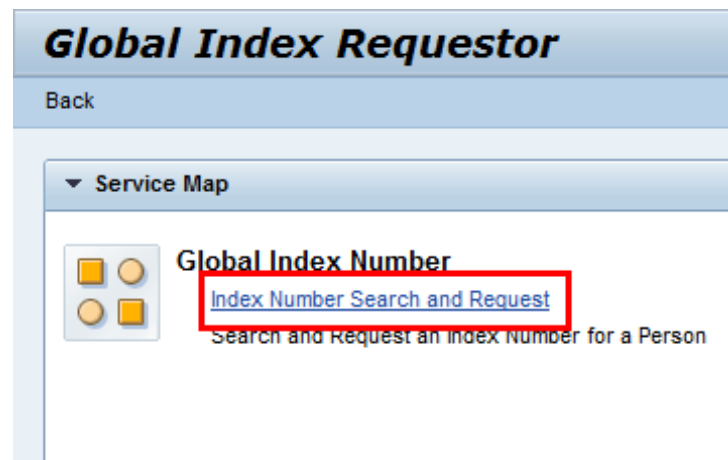 Global Index Requestor
Back
Service Map
Global Index Number
Index Number Search and Request
Search and Request an Index Number for a Person